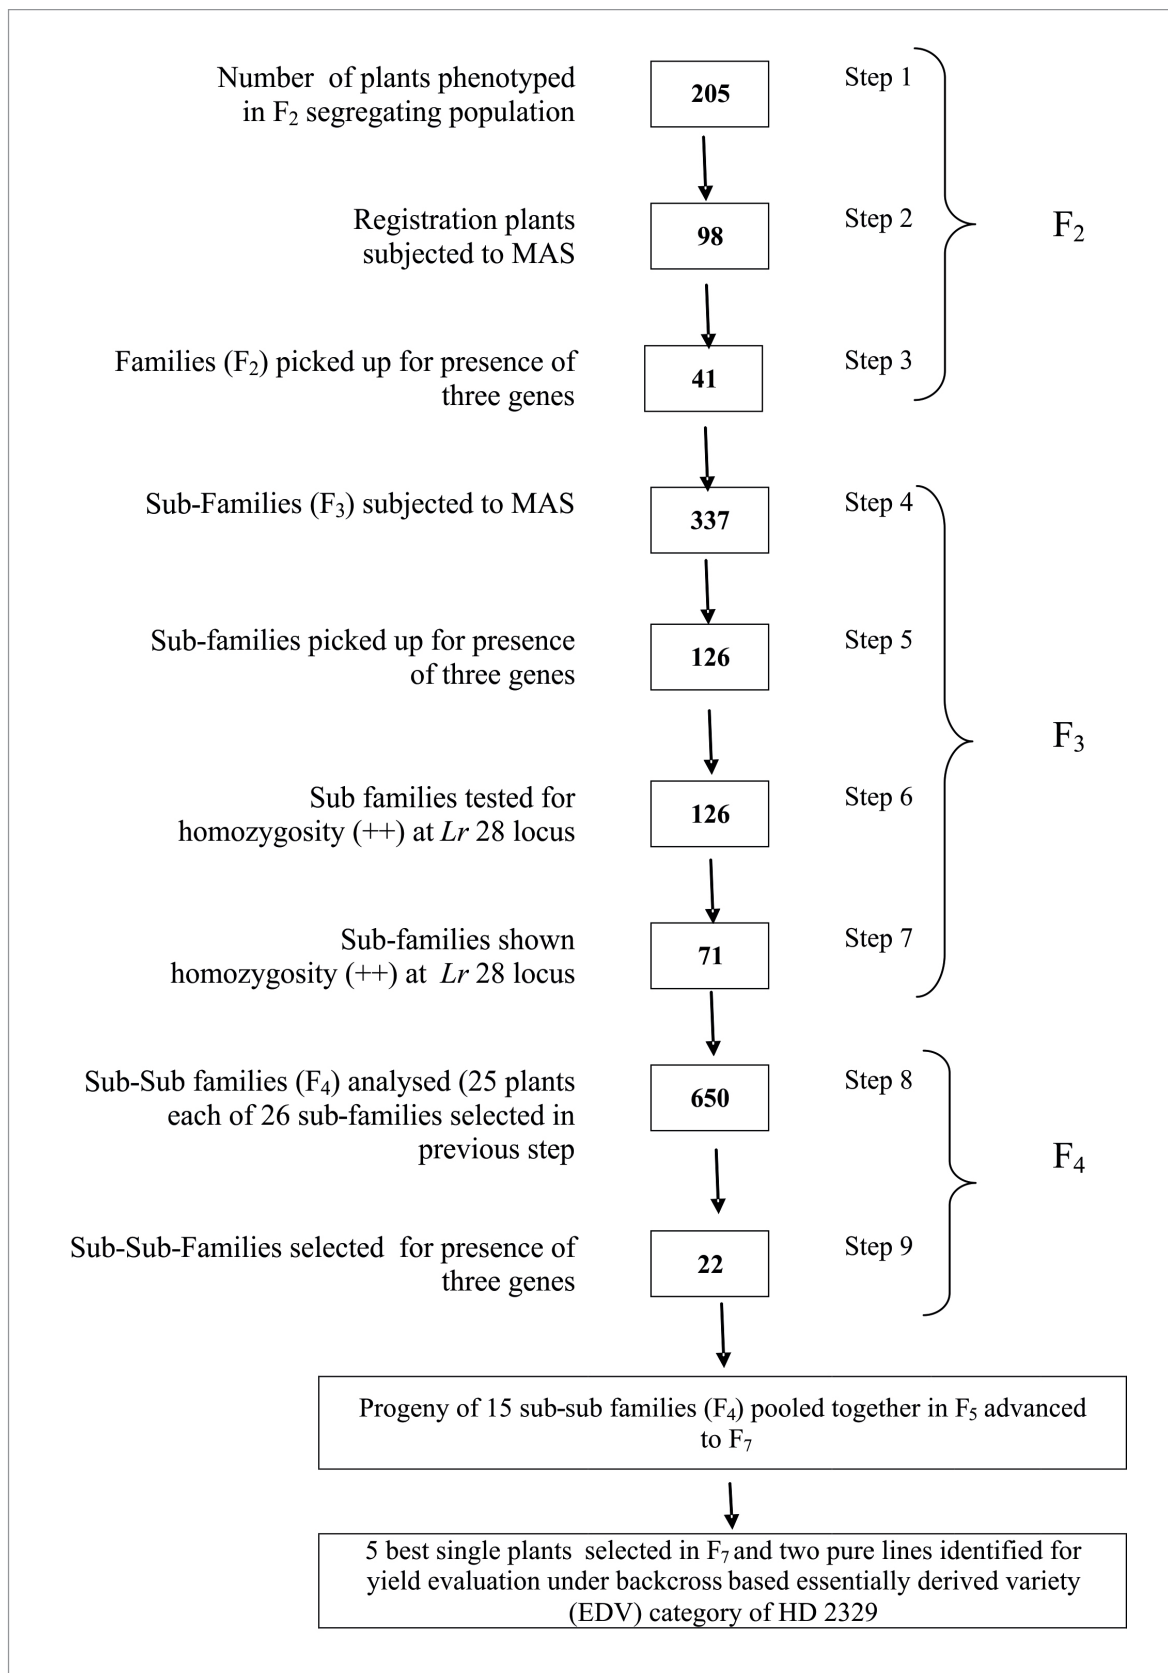 Number of plants phenotyped
in F₂ segregating population
205
Step 1
Registration plants
subjected to MAS
98
Step 2
F₂
Families (F₂) picked up for presence of
three genes
41
Step 3
Sub-Families (F₃) subjected to MAS
337
Step 4
Sub-families picked up for presence
of three genes
126
Step 5
F₃
Sub families tested for
homozygosity (++) at Lr 28 locus
126
Step 6
Sub-families shown
homozygosity (++) at Lr 28 locus
71
Step 7
Sub-Sub families (F₄) analysed (25 plants
each of 26 sub-families selected in
previous step
650
Step 8
F₄
Sub-Sub-Families selected for presence of
three genes
22
Step 9
Progeny of 15 sub-sub families (F₄) pooled together in F₅ advanced
to F₇
5 best single plants selected in F₇ and two pure lines identified for
yield evaluation under backcross based essentially derived variety
(EDV) category of HD 2329